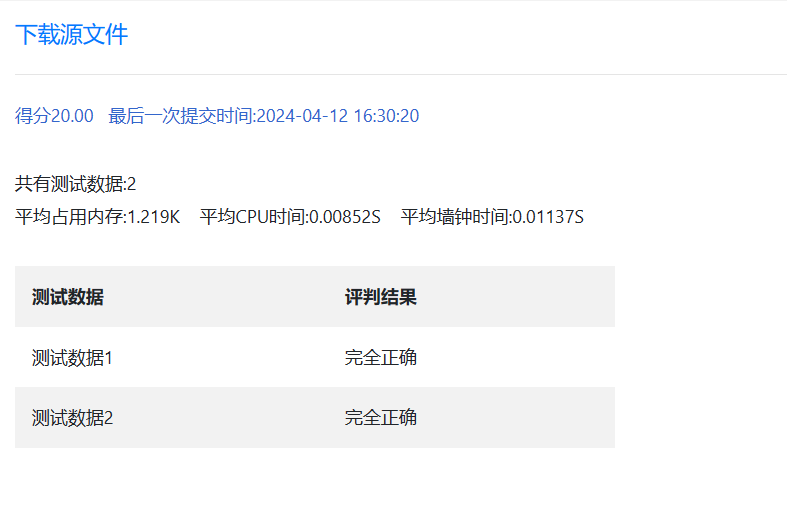 下载源文件
得分20.00 最后一次提交时间:2024-04-12 16:30:20
共有测试数据:2
平均占用内存:1.219K 平均CPU时间:0.00852S 平均墙钟时间:0.01137S
测试数据 评判结果
测试数据1 完全正确
测试数据2 完全正确